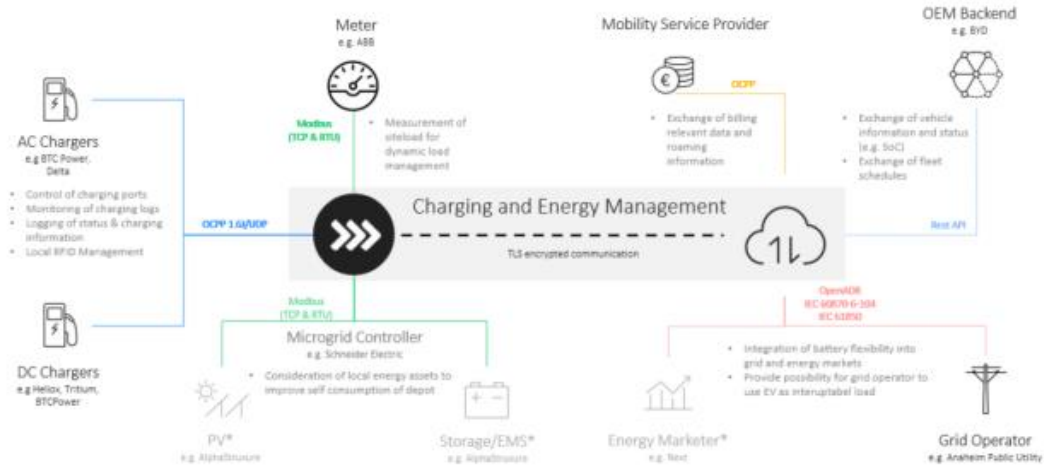 Meter
e.g. ABB
Mobility Service Provider
OEM Backend
e.g. BYD
AC Chargers
e.g BTC Power,
Delta
• Control of charging ports
• Monitoring of charging logs
• Logging of status & charging
information
• Local RFID Management
Modbus
(TCP & RTU)
• Measurement of
siteload for
dynamic load
management
OCPP
• Exchange of billing
relevant data and
roaming
information
• Exchange of vehicle
information and status
(e.g. SoC)
• Exchange of fleet
schedules
OCPP 1.6J/UDP
Charging and Energy Management
TLS encrypted communication
Rest API
DC Chargers
e.g Heliox, Tritium,
BTCPower
Modbus
(TCP & RTU)
Microgrid Controller
e.g. Schneider Electric
• Consideration of local energy assets to
improve self consumption of depot
PV*
e.g. AlphaStruxure
Storage/EMS*
e.g. AlphaStruxure
OpenADR
IEC 60870-6-104
IEC 61850
• Integration of battery flexibility into
grid and energy markets
• Provide possibility for grid operator to
use EV as interuptabel load
Energy Marketer*
e.g. Next
Grid Operator
e.g. Anaheim Public Utility